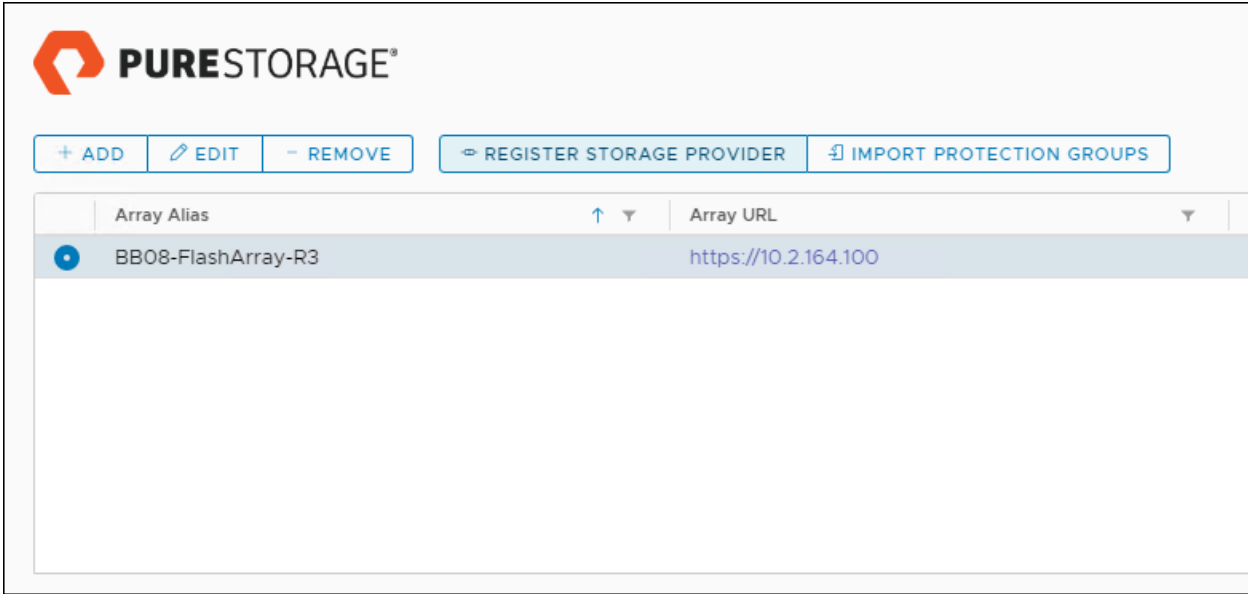 PURESTORAGE®
+ ADD EDIT − REMOVE REGISTER STORAGE PROVIDER IMPORT PROTECTION GROUPS
Array Alias Array URL
BB08-FlashArray-R3 https://10.2.164.100